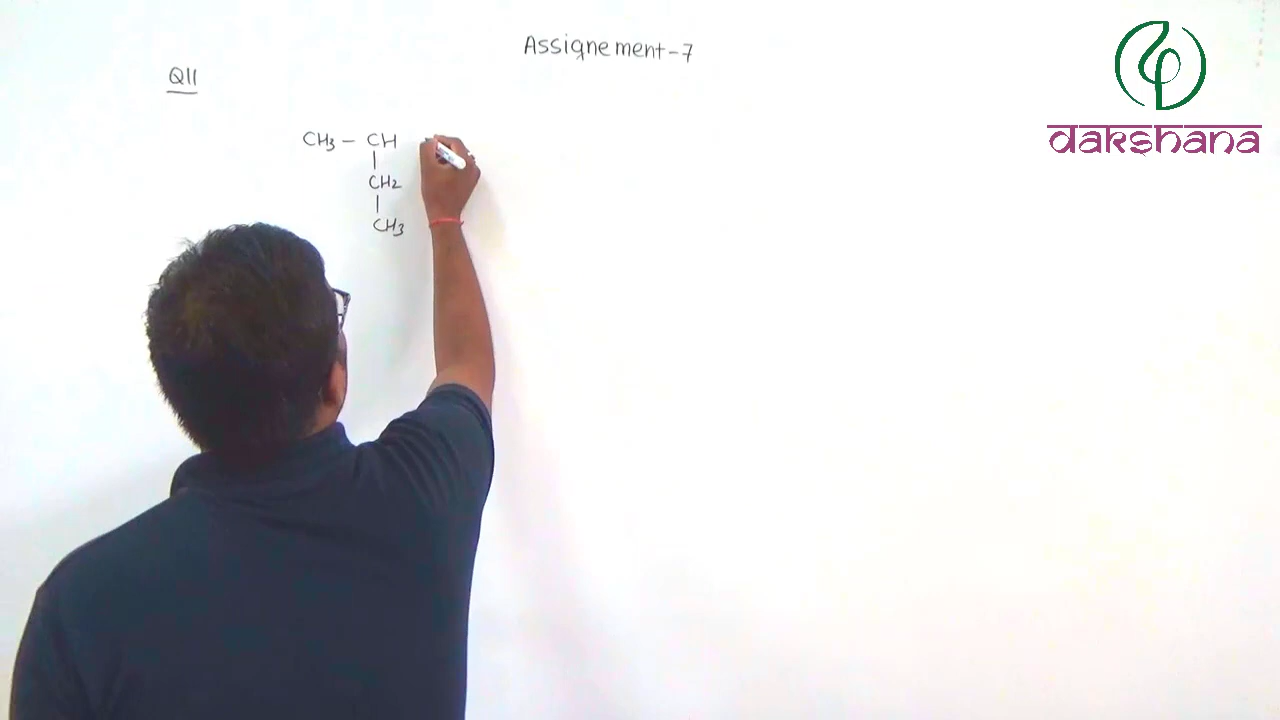 Assignement-7
Q11
CH3 - CH
|
CH2
|
CH3
dakshana